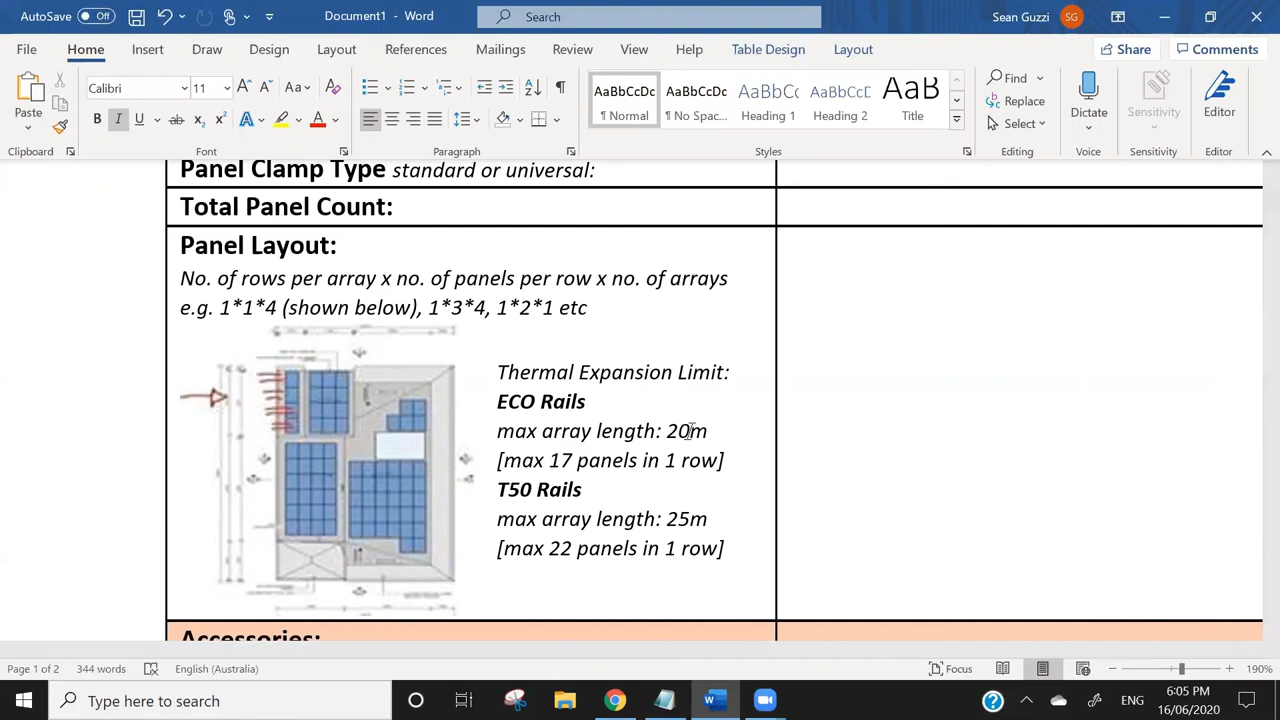 AutoSave Off
Document1 - Word
Search
Sean Guzzi SG
File Home Insert Draw Design Layout References Mailings Review View Help Table Design Layout Share Comments
Paste
Calibri 11
Clipboard
Font
Paragraph
AaBbCcDc AaBbCcDc AaBbCc AaBbCcD AaB
¶ Normal ¶ No Spac... Heading 1 Heading 2 Title
Styles
Find
Replace
Select
Editing
Dictate
Voice
Sensitivity
Sensitivity
Editor
Editor
Panel Clamp Type standard or universal:
Total Panel Count:
Panel Layout:
No. of rows per array x no. of panels per row x no. of arrays
e.g. 1*1*4 (shown below), 1*3*4, 1*2*1 etc
Thermal Expansion Limit:
ECO Rails
max array length: 20m
[max 17 panels in 1 row]
T50 Rails
max array length: 25m
[max 22 panels in 1 row]
Accessories:
Page 1 of 2 344 words English (Australia) Focus 190%
Type here to search
ENG
6:05 PM
16/06/2020